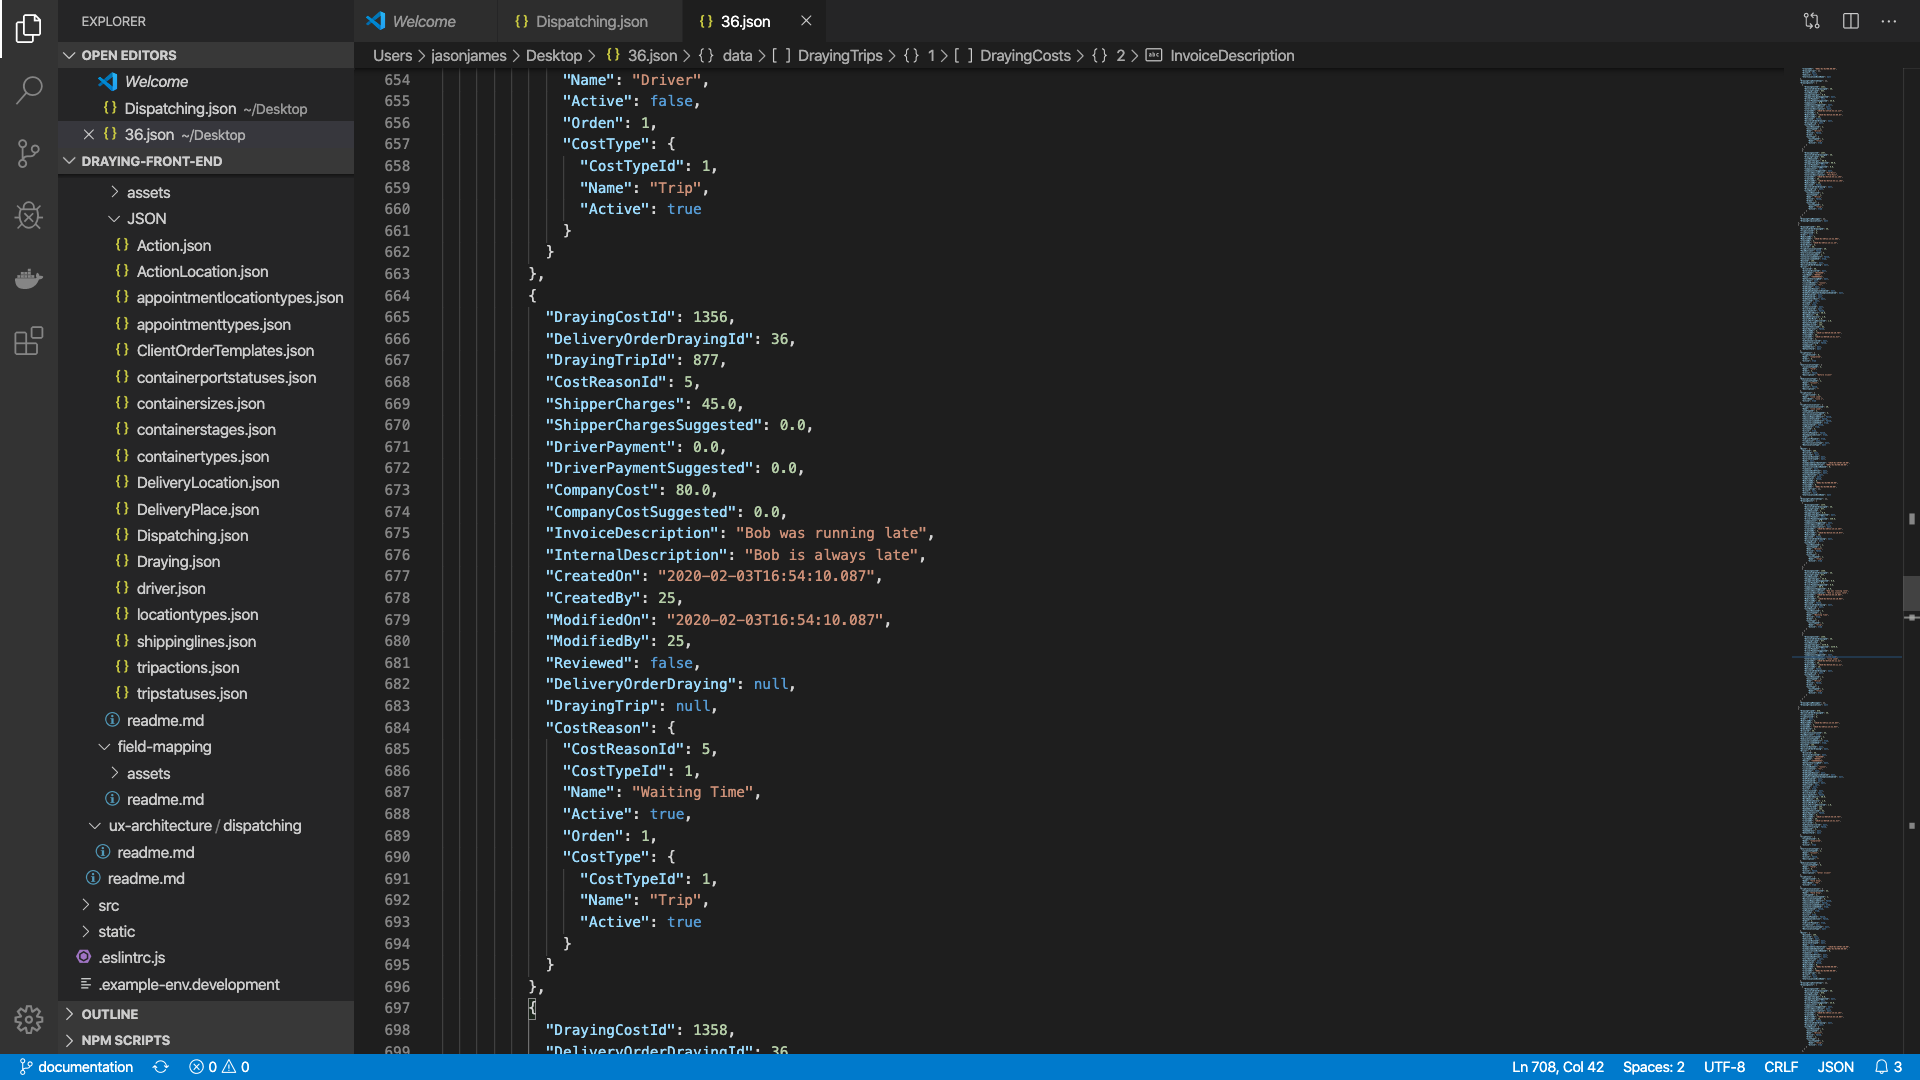 EXPLORER
OPEN EDITORS
Welcome
Dispatching.json ~/Desktop
36.json ~/Desktop
DRAYING-FRONT-END
assets
JSON
Action.json
ActionLocation.json
appointmentlocationtypes.json
appointmenttypes.json
ClientOrderTemplates.json
containerportstatuses.json
containersizes.json
containerstages.json
containertypes.json
DeliveryLocation.json
DeliveryPlace.json
Dispatching.json
Draying.json
driver.json
locationtypes.json
shippinglines.json
tripactions.json
tripstatuses.json
readme.md
field-mapping
assets
readme.md
ux-architecture / dispatching
readme.md
readme.md
src
static
.eslintrc.js
.example-env.development
OUTLINE
NPM SCRIPTS
Welcome
{} Dispatching.json
{} 36.json
Users > jasonjames > Desktop > {} 36.json > {} data > [ ] DrayingTrips > {} 1 > [ ] DrayingCosts > {} 2 > InvoiceDescription
654 "Name": "Driver",
655 "Active": false,
656 "Orden": 1,
657 "CostType": {
658 "CostTypeId": 1,
659 "Name": "Trip",
660 "Active": true
661 }
662 }
663 },
664 {
665 "DrayingCostId": 1356,
666 "DeliveryOrderDrayingId": 36,
667 "DrayingTripId": 877,
668 "CostReasonId": 5,
669 "ShipperCharges": 45.0,
670 "ShipperChargesSuggested": 0.0,
671 "DriverPayment": 0.0,
672 "DriverPaymentSuggested": 0.0,
673 "CompanyCost": 80.0,
674 "CompanyCostSuggested": 0.0,
675 "InvoiceDescription": "Bob was running late",
676 "InternalDescription": "Bob is always late",
677 "CreatedOn": "2020-02-03T16:54:10.087",
678 "CreatedBy": 25,
679 "ModifiedOn": "2020-02-03T16:54:10.087",
680 "ModifiedBy": 25,
681 "Reviewed": false,
682 "DeliveryOrderDraying": null,
683 "DrayingTrip": null,
684 "CostReason": {
685 "CostReasonId": 5,
686 "CostTypeId": 1,
687 "Name": "Waiting Time",
688 "Active": true,
689 "Orden": 1,
690 "CostType": {
691 "CostTypeId": 1,
692 "Name": "Trip",
693 "Active": true
694 }
695 }
696 },
697 {
698 "DrayingCostId": 1358,
699 "DeliveryOrderDrayingId": 36
documentation 0 0 Ln 708, Col 42 Spaces: 2 UTF-8 CRLF JSON 3